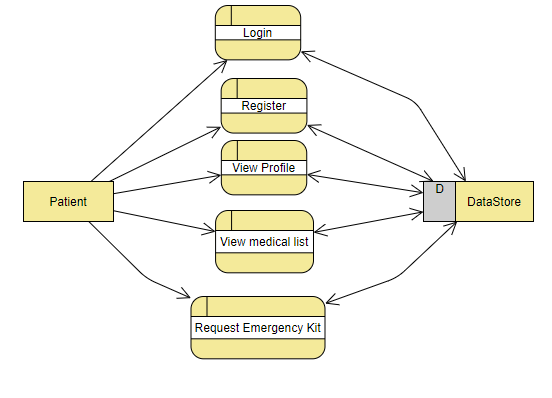 Login
Register
View Profile
Patient
D
DataStore
View medical list
Request Emergency Kit